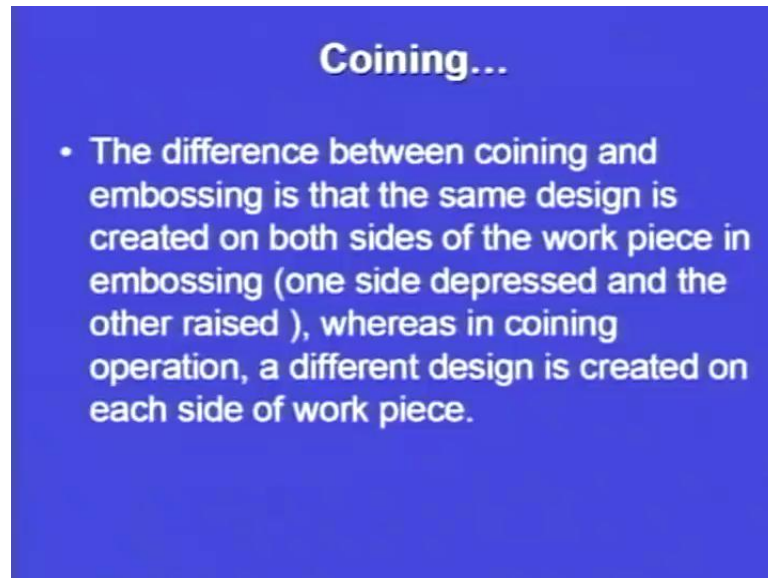 Coining...
• The difference between coining and
embossing is that the same design is
created on both sides of the work piece in
embossing (one side depressed and the
other raised ), whereas in coining
operation, a different design is created on
each side of work piece.